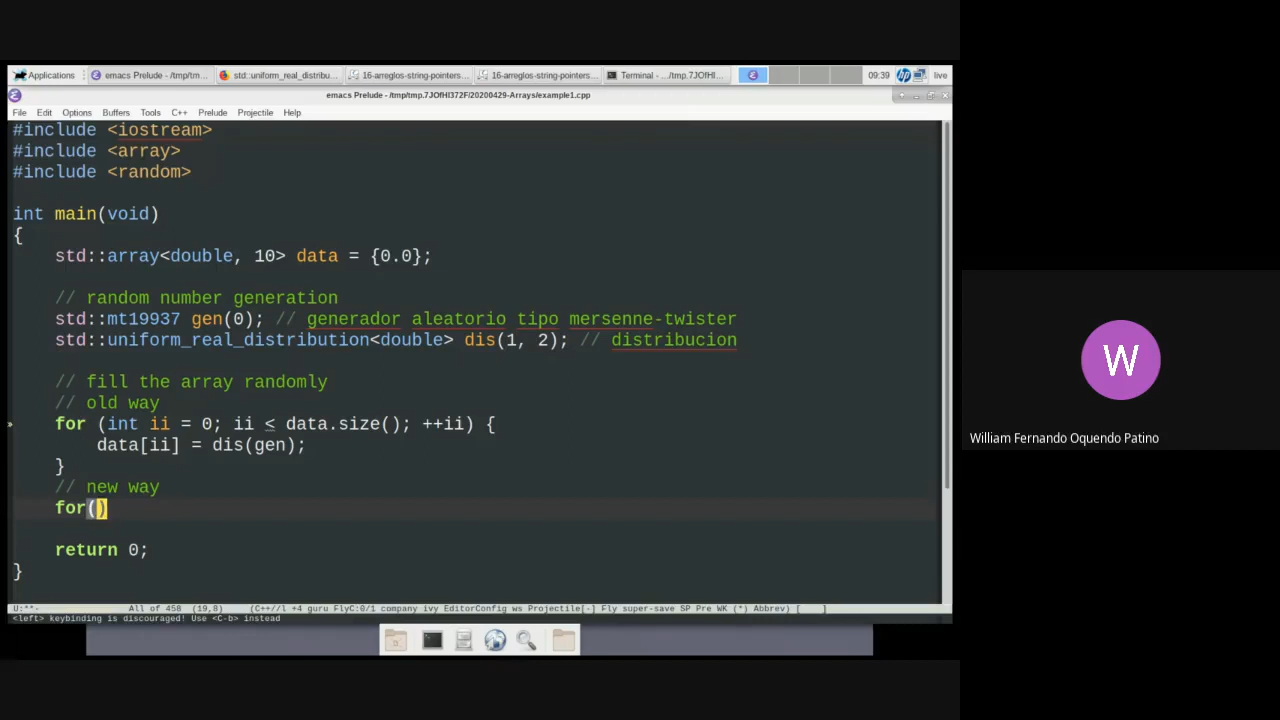 Applications
emacs Prelude - /tmp/tm...
std::uniform_real_distribu...
16-arreglos-string-pointers...
16-arreglos-string-pointers...
Terminal - .../tmp.7JOfHI...
09:39
hp
live
emacs Prelude - /tmp/tmp.7JOfHI372F/20200429-Arrays/example1.cpp
File Edit Options Buffers Tools C++ Prelude Projectile Help
#include <iostream>
#include <array>
#include <random>
int main(void)
{
std::array<double, 10> data = {0.0};
// random number generation
std::mt19937 gen(0); // generador aleatorio tipo mersenne-twister
std::uniform_real_distribution<double> dis(1, 2); // distribucion
// fill the array randomly
// old way
for (int ii = 0; ii < data.size(); ++ii) {
data[ii] = dis(gen);
}
// new way
for()
return 0;
}
U:**- All of 458 (19,8) (C++//l +4 guru FlyC:0/1 company ivy EditorConfig ws Projectile[-] Fly super-save SP Pre WK (*) Abbrev) [ ]
<left> keybinding is discouraged! Use <C-b> instead
W
William Fernando Oquendo Patino